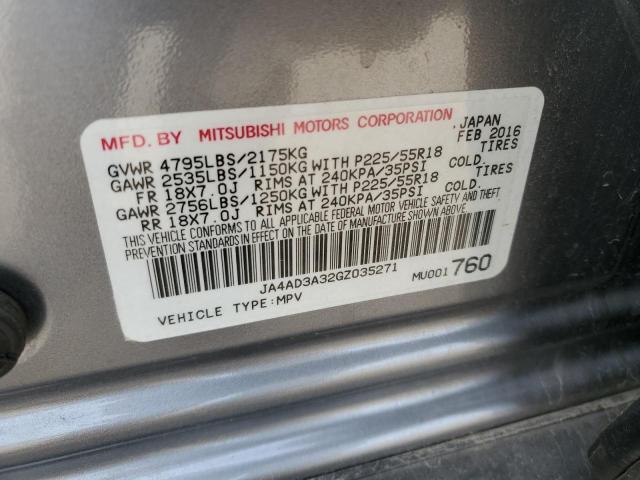 MFD. BY MITSUBISHI MOTORS CORPORATION JAPAN
FEB 2016
GVWR 4795LBS/2175KG
GAWR 2535LBS/1150KG WITH P225/55R18 TIRES
FR 18X7.0J RIMS AT 240KPA/35PSI COLD.
GAWR 2756LBS/1250KG WITH P225/55R18 TIRES
RR 18X7.0J RIMS AT 240KPA/35PSI COLD.
THIS VEHICLE CONFORMS TO ALL APPLICABLE FEDERAL MOTOR VEHICLE SAFETY, BUMPER, AND THEFT
PREVENTION STANDARDS IN EFFECT ON THE DATE OF MANUFACTURE SHOWN ABOVE.
JA4AD3A32GZ035271
VEHICLE TYPE:MPV
MU001760